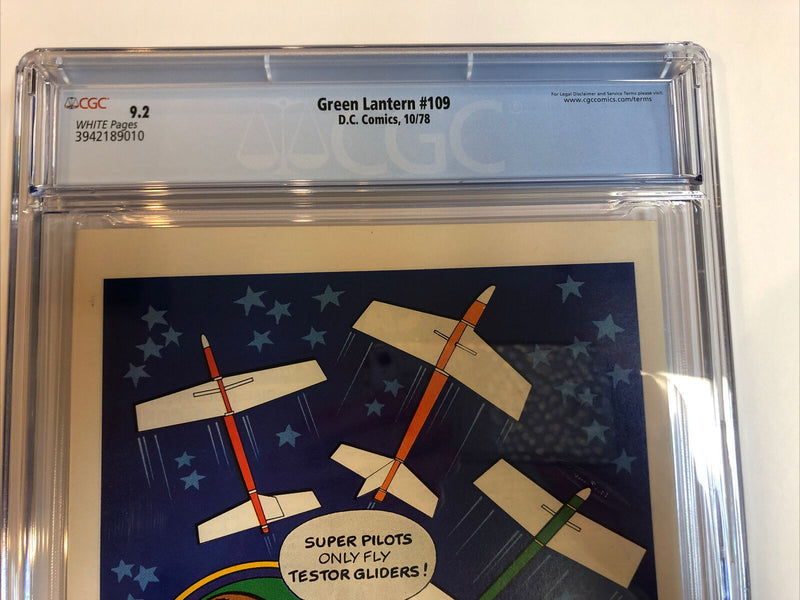 CGC
9.2
WHITE Pages
3942189010
Green Lantern #109
D.C. Comics, 10/78
For Legal Disclaimer and Service Terms please visit
www.cgccomics.com/terms
CGC
SUPER PILOTS
ONLY FLY
TESTOR GLIDERS!